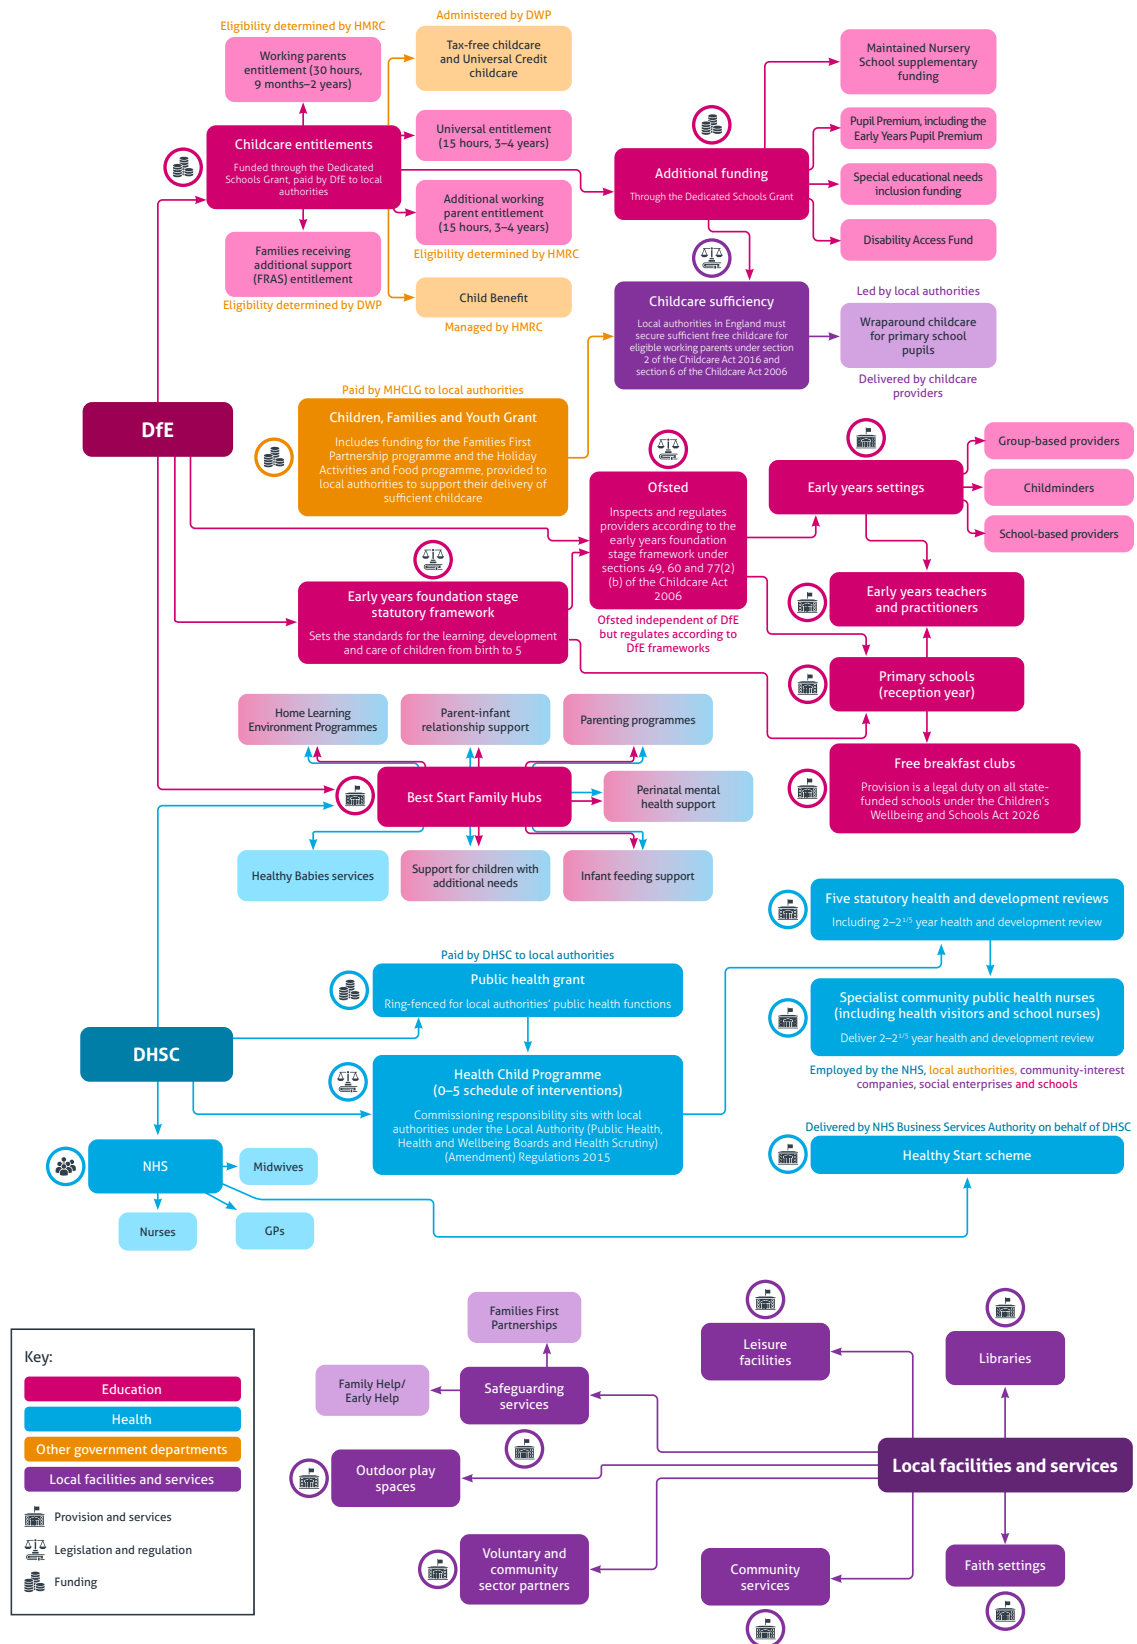 Eligibility determined by HMRC
Working parents
entitlement (30 hours,
9 months–2 years)
Administered by DWP
Tax-free childcare
and Universal Credit
childcare
Childcare entitlements
Funded through the Dedicated
Schools Grant, paid by DfE to local
authorities
Universal entitlement
(15 hours, 3–4 years)
Additional working
parent entitlement
(15 hours, 3–4 years)
Eligibility determined by HMRC
Families receiving
additional support
(FRAS) entitlement
Eligibility determined by DWP
Child Benefit
Managed by HMRC
Additional funding
Through the Dedicated Schools Grant
Maintained Nursery
School supplementary
funding
Pupil Premium, including the
Early Years Pupil Premium
Special educational needs
inclusion funding
Disability Access Fund
Childcare sufficiency
Local authorities in England must
secure sufficient free childcare for
eligible working parents under section
2 of the Childcare Act 2016 and
section 6 of the Childcare Act 2006
Led by local authorities
Wraparound childcare
for primary school
pupils
Delivered by childcare
providers
DfE
Paid by MHCLG to local authorities
Children, Families and Youth Grant
Includes funding for the Families First
Partnership programme and the Holiday
Activities and Food programme, provided to
local authorities to support their delivery of
sufficient childcare
Ofsted
Inspects and regulates
providers according to the
early years foundation
stage framework under
sections 49, 60 and 77(2)
(b) of the Childcare Act
2006
Ofsted independent of DfE
but regulates according to
DfE frameworks
Early years settings
Group-based providers
Childminders
School-based providers
Early years foundation stage
statutory framework
Sets the standards for the learning, development
and care of children from birth to 5
Early years teachers
and practitioners
Primary schools
(reception year)
Free breakfast clubs
Provision is a legal duty on all state-
funded schools under the Children's
Wellbeing and Schools Act 2026
Home Learning
Environment Programmes
Parent-infant
relationship support
Parenting programmes
Best Start Family Hubs
Perinatal mental
health support
Healthy Babies services
Support for children with
additional needs
Infant feeding support
Five statutory health and development reviews
Including 2–2 1/5 year health and development review
Paid by DHSC to local authorities
Public health grant
Ring-fenced for local authorities' public health functions
Specialist community public health nurses
(including health visitors and school nurses)
Deliver 2–2 1/5 year health and development review
Employed by the NHS, local authorities, community-interest
companies, social enterprises and schools
DHSC
Health Child Programme
(0–5 schedule of interventions)
Commissioning responsibility sits with local
authorities under the Local Authority (Public Health,
Health and Wellbeing Boards and Health Scrutiny)
(Amendment) Regulations 2015
Delivered by NHS Business Services Authority on behalf of DHSC
Healthy Start scheme
NHS
Midwives
Nurses
GPs
Families First
Partnerships
Family Help/
Early Help
Safeguarding
services
Leisure
facilities
Libraries
Outdoor play
spaces
Local facilities and services
Voluntary and
community
sector partners
Community
services
Faith settings
Key:
Education
Health
Other government departments
Local facilities and services
Provision and services
Legislation and regulation
Funding